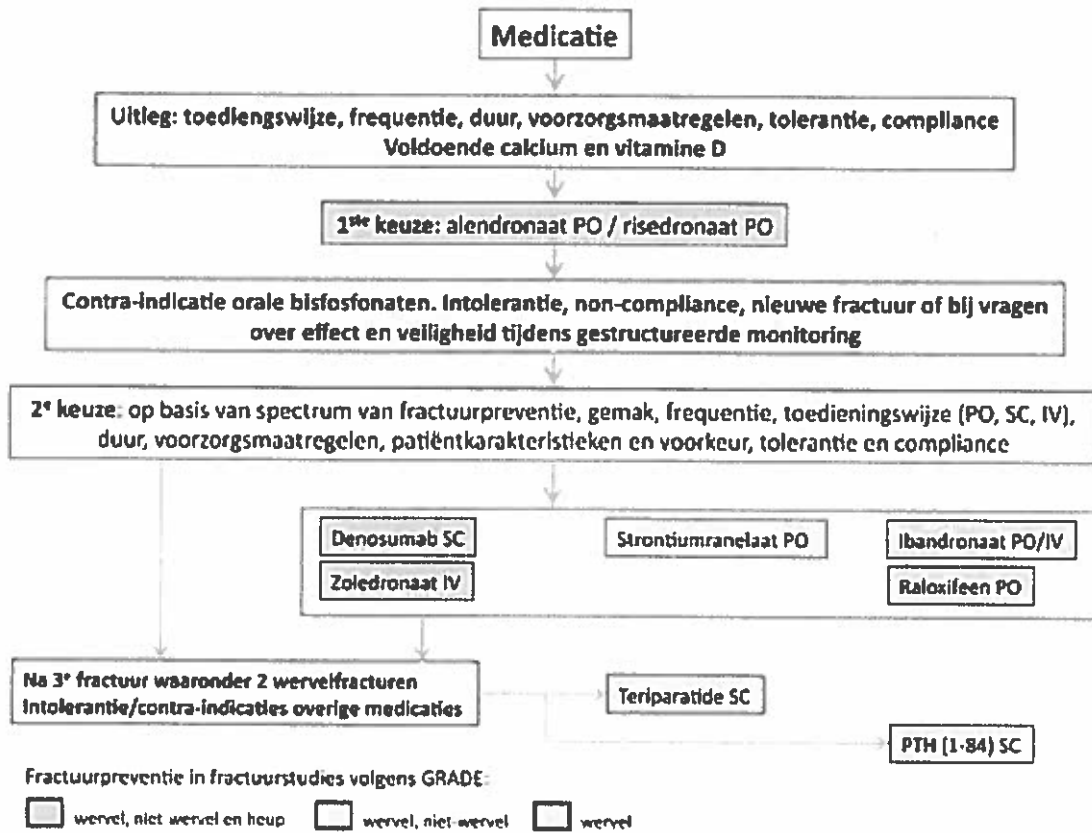 Medicatie
Uitleg: toediengswijze, frequentie, duur, voorzorgsmaatregelen, tolerantie, compliance
Voldoende calcium en vitamine D
1ste keuze: alendronaat PO / risedronaat PO
Contra-indicatie orale bisfosfonaten. Intolerantie, non-compliance, nieuwe fractuur of bij vragen
over effect en veiligheid tijdens gestructureerde monitoring
2e keuze: op basis van spectrum van fractuurpreventie, gemak, frequentie, toedieningswijze (PO, SC, IV),
duur, voorzorgsmaatregelen, patiëntkarakteristieken en voorkeur, tolerantie en compliance
Denosumab SC
Strontiumranelaat PO
Ibandronaat PO/IV
Zoledronaat IV
Raloxifeen PO
Na 3e fractuur waaronder 2 wervelfracturen
Intolerantie/contra-indicaties overige medicaties
Teriparatide SC
PTH (1-84) SC
Fractuurpreventie in fractuurstudies volgens GRADE:
wervel, niet wervel en heup
wervel, niet-wervel
wervel